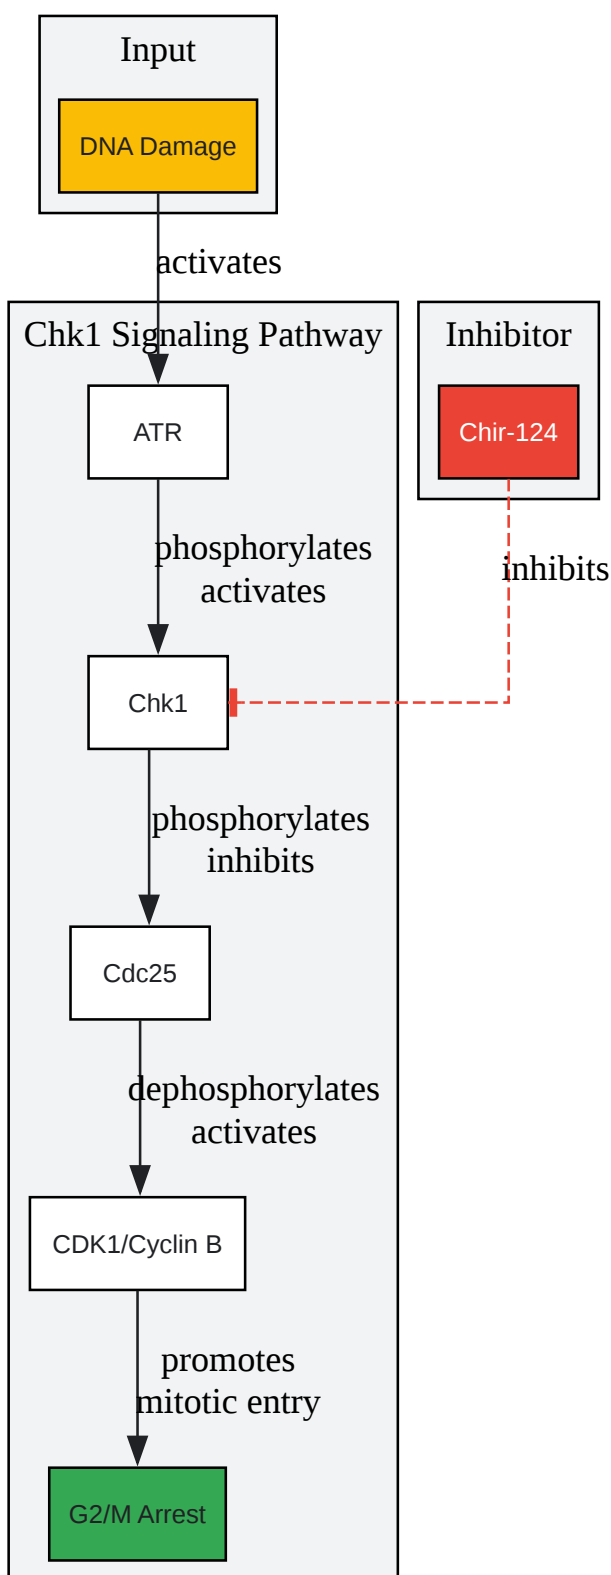 Input
DNA Damage
activates
Chk1 Signaling Pathway
Inhibitor
ATR
Chir-124
phosphorylates
activates
inhibits
Chk1
phosphorylates
inhibits
Cdc25
dephosphorylates
activates
CDK1/Cyclin B
promotes
mitotic entry
G2/M Arrest